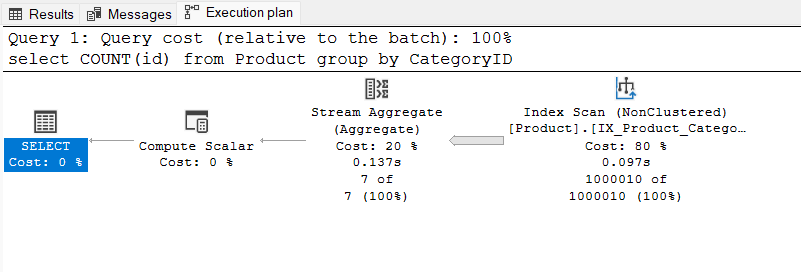 Results Messages Execution plan
Query 1: Query cost (relative to the batch): 100%
select COUNT(id) from Product group by CategoryID
SELECT
Cost: 0 %
Compute Scalar
Cost: 0 %
Stream Aggregate
(Aggregate)
Cost: 20 %
0.137s
7 of
7 (100%)
Index Scan (NonClustered)
[Product].[IX_Product_Catego…
Cost: 80 %
0.097s
1000010 of
1000010 (100%)